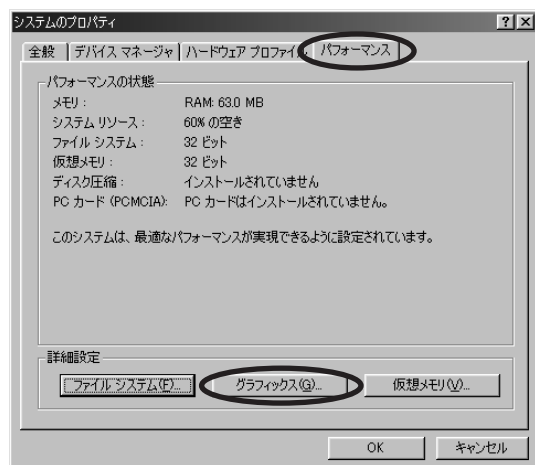 システムのプロパティ
全般 デバイス マネージャ ハードウェア プロファイル パフォーマンス
パフォーマンスの状態
メモリ: RAM: 63.0 MB
システム リソース: 60% の空き
ファイル システム: 32 ビット
仮想メモリ: 32 ビット
ディスク圧縮: インストールされていません
PC カード (PCMCIA): PC カードはインストールされていません。
このシステムは、最適なパフォーマンスが実現できるように設定されています。
詳細設定
ファイル システム(F)... グラフィックス(G)... 仮想メモリ(V)...
OK キャンセル